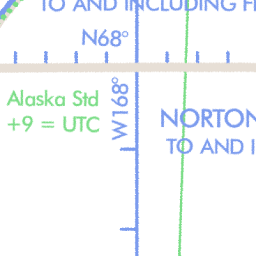 TO AND INCLUDING
N68°
W168°
Alaska Std
+9 = UTC
NORTON
TO AND